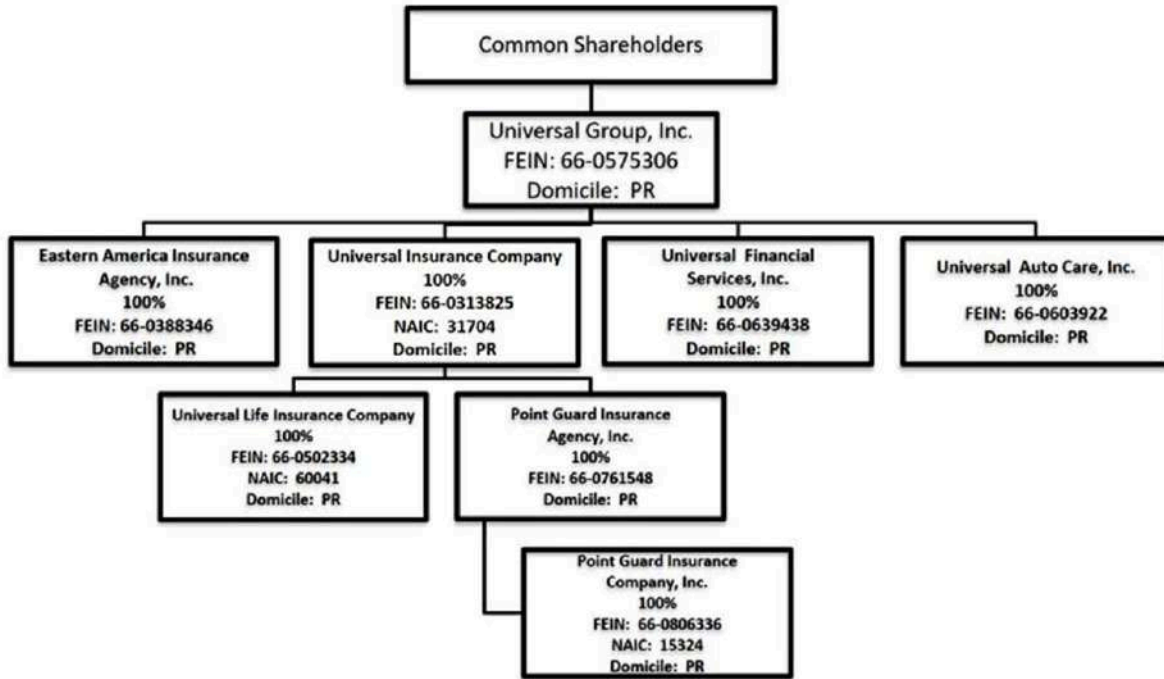 Common Shareholders
Universal Group, Inc.
FEIN: 66-0575306
Domicile: PR
Eastern America Insurance
Agency, Inc.
100%
FEIN: 66-0388346
Domicile: PR
Universal Insurance Company
100%
FEIN: 66-0313825
NAIC: 31704
Domicile: PR
Universal Financial
Services, Inc.
100%
FEIN: 66-0639438
Domicile: PR
Universal Auto Care, Inc.
100%
FEIN: 66-0603922
Domicile: PR
Universal Life Insurance Company
100%
FEIN: 66-0502334
NAIC: 60041
Domicile: PR
Point Guard Insurance
Agency, Inc.
100%
FEIN: 66-0761548
Domicile: PR
Point Guard Insurance
Company, Inc.
100%
FEIN: 66-0806336
NAIC: 15324
Domicile: PR